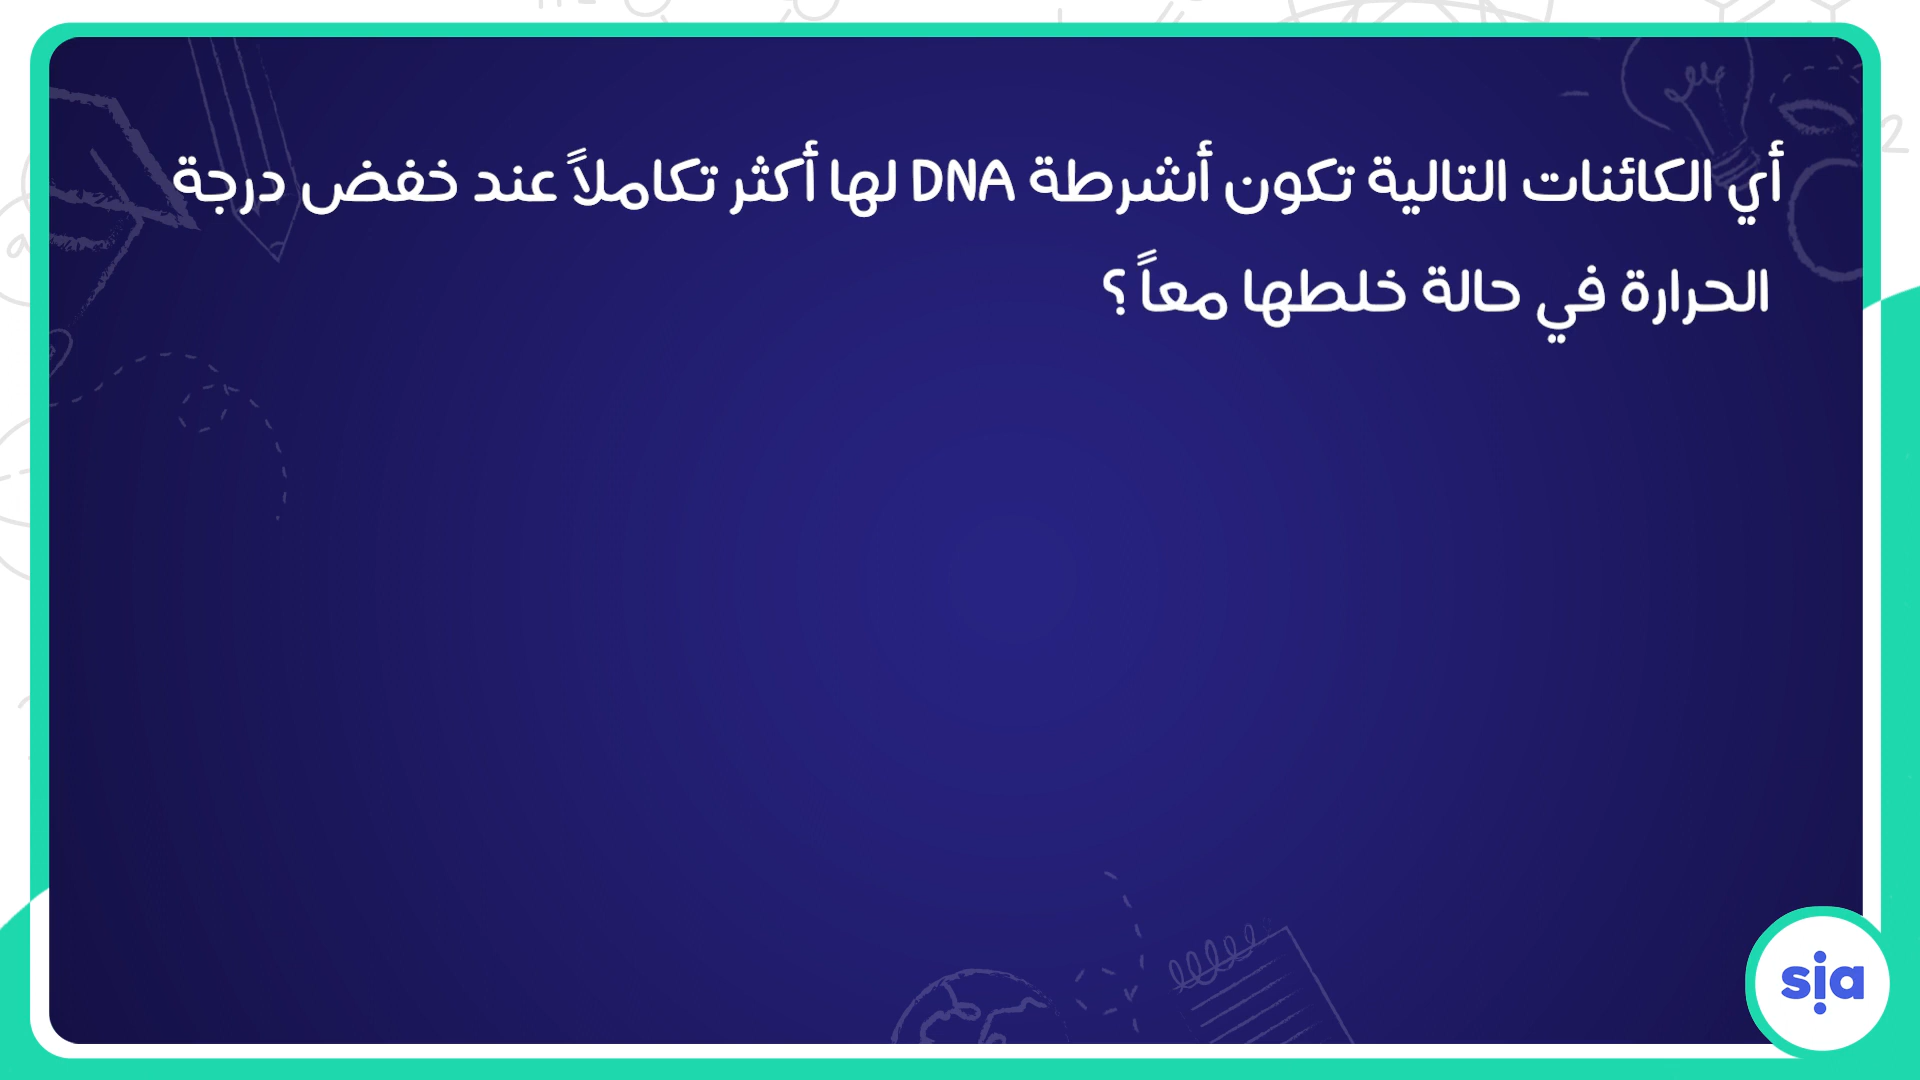 أي الكائنات التالية تكون أشرطة DNA لها أكثر تكاملاً عند خفض درجة
الحرارة في حالة خلطها معاً ؟
sia